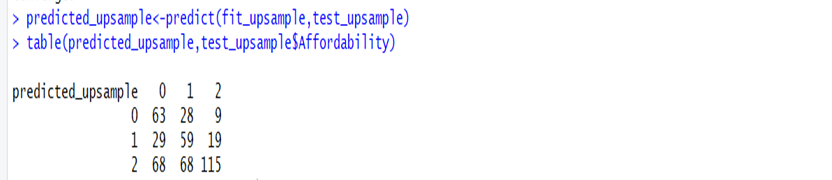 > predicted_upsample<-predict(fit_upsample,test_upsample)
> table(predicted_upsample,test_upsample$Affordability)
predicted_upsample 0 1 2
0 63 28 9
1 29 59 19
2 68 68 115